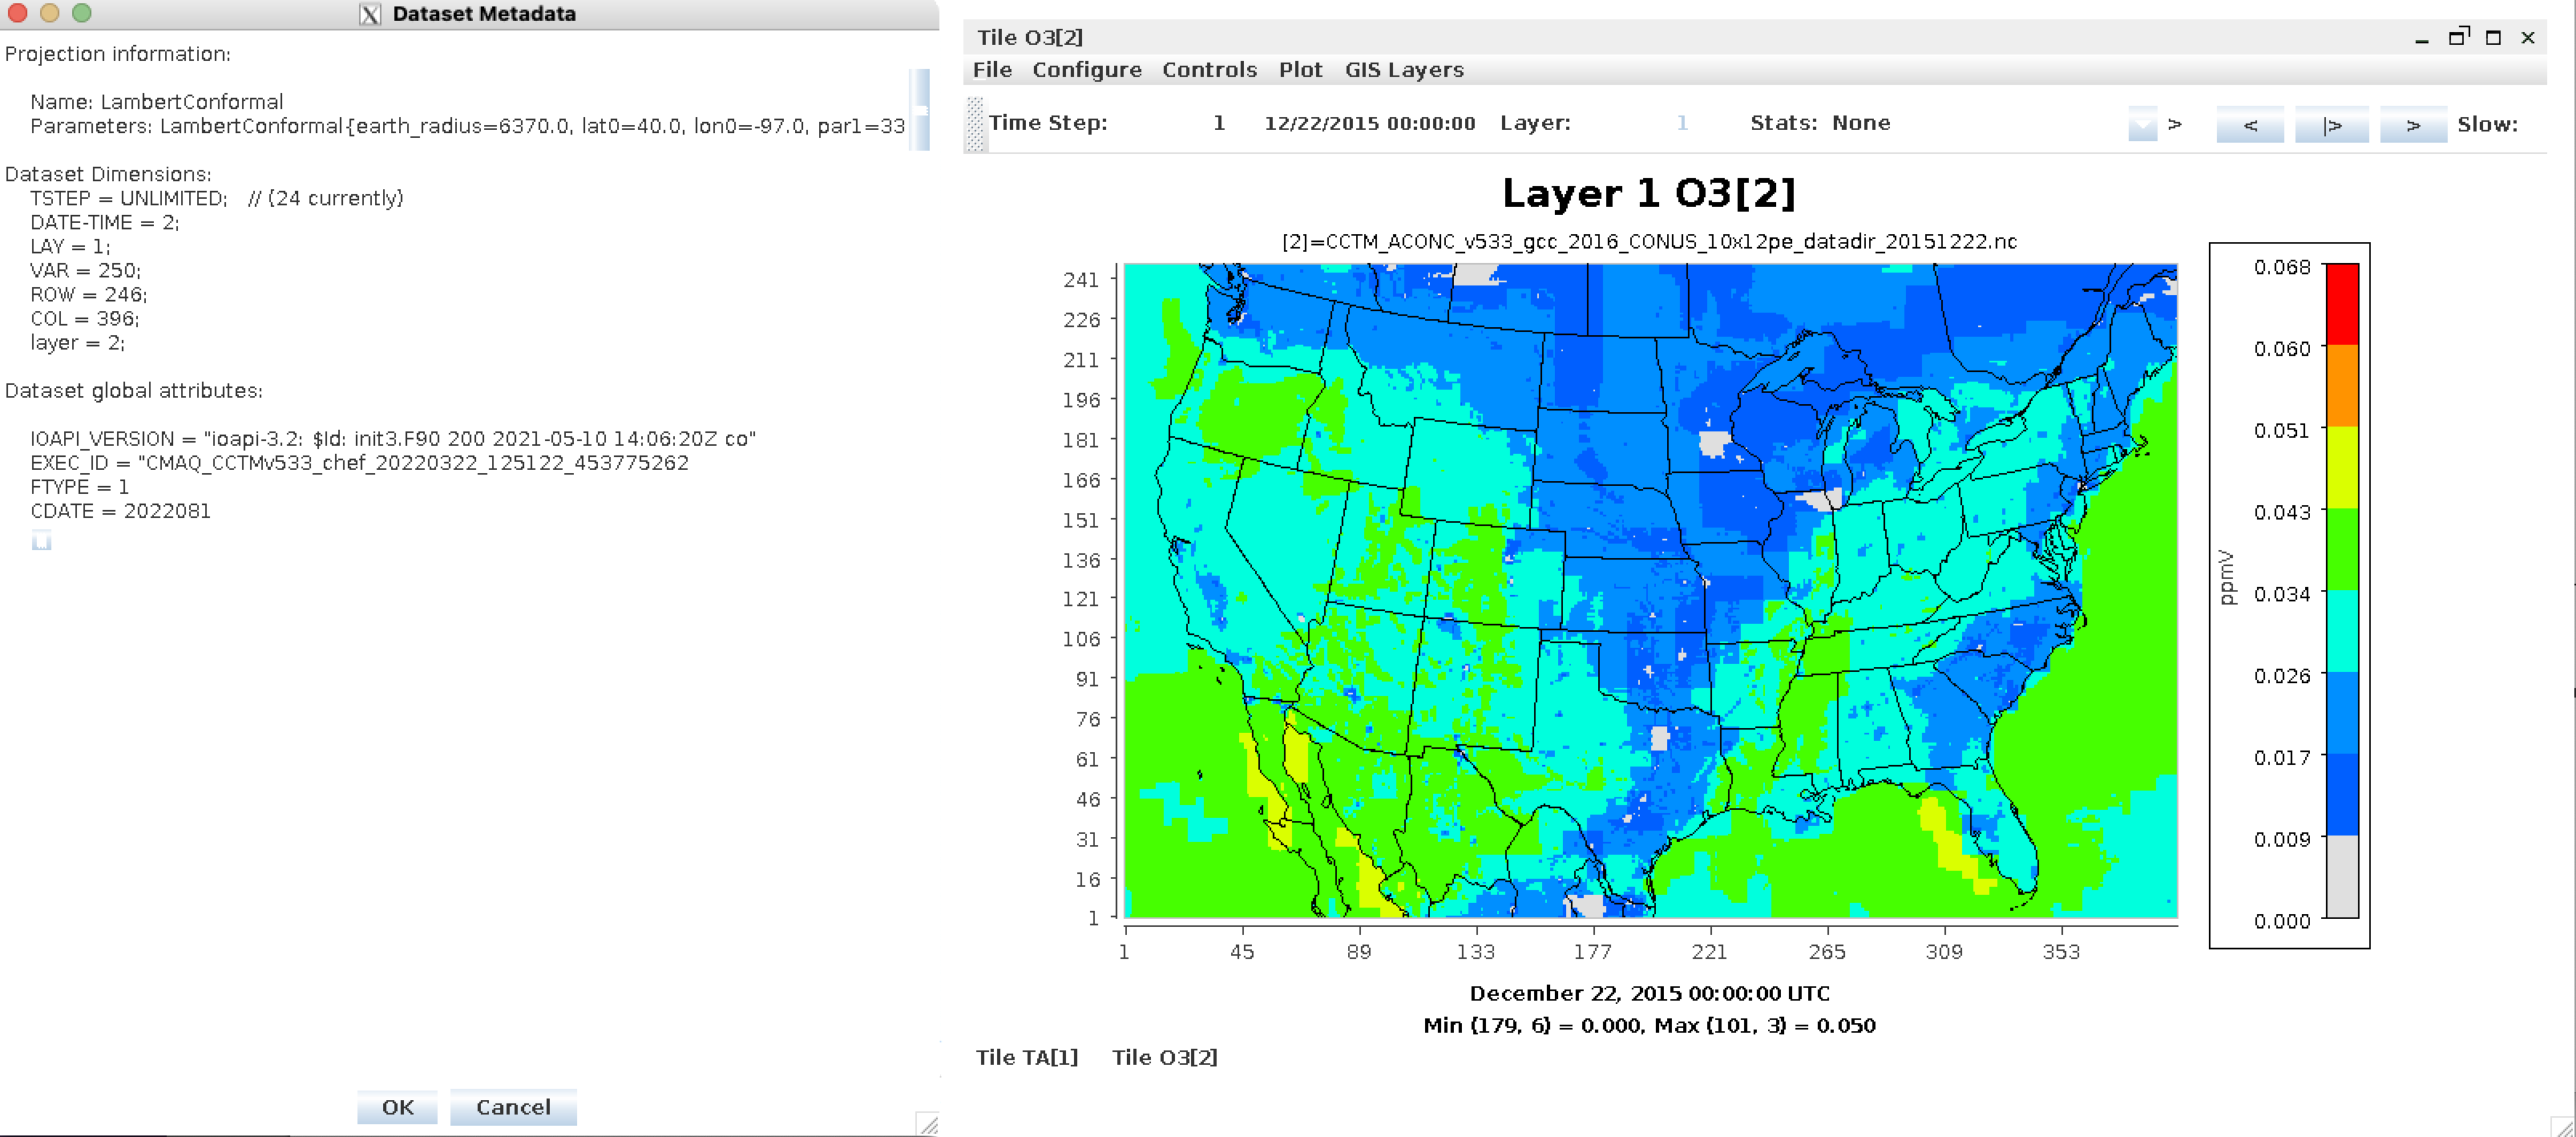 Dataset Metadata
Projection information:
Name: LambertConformal
Parameters: LambertConformal{earth_radius=6370.0, lat0=40.0, lon0=-97.0, par1=33
Dataset Dimensions:
TSTEP = UNLIMITED;   // (24 currently)
DATE-TIME = 2;
LAY = 1;
VAR = 250;
ROW = 246;
COL = 396;
layer = 2;
Dataset global attributes:
IOAPI_VERSION = "ioapi-3.2: $Id: init3.F90 200 2021-05-10 14:06:20Z co"
EXEC_ID = "CMAQ_CCTMv533_chef_20220322_125122_453775262
FTYPE = 1
CDATE = 2022081
OK Cancel
Tile O3[2]
File Configure Controls Plot GIS Layers
Time Step: 1 12/22/2015 00:00:00 Layer: 1 Stats: None > < |> > Slow:
Layer 1 O3[2]
[2]=CCTM_ACONC_v533_gcc_2016_CONUS_10x12pe_datadir_20151222.nc
241
226
211
196
181
166
151
136
121
106
91
76
61
46
31
16
1
1 45 89 133 177 221 265 309 353
0.068
0.060
0.051
0.043
0.034
0.026
0.017
0.009
0.000
ppmV
December 22, 2015 00:00:00 UTC
Min (179, 6) = 0.000, Max (101, 3) = 0.050
Tile TA[1] Tile O3[2]